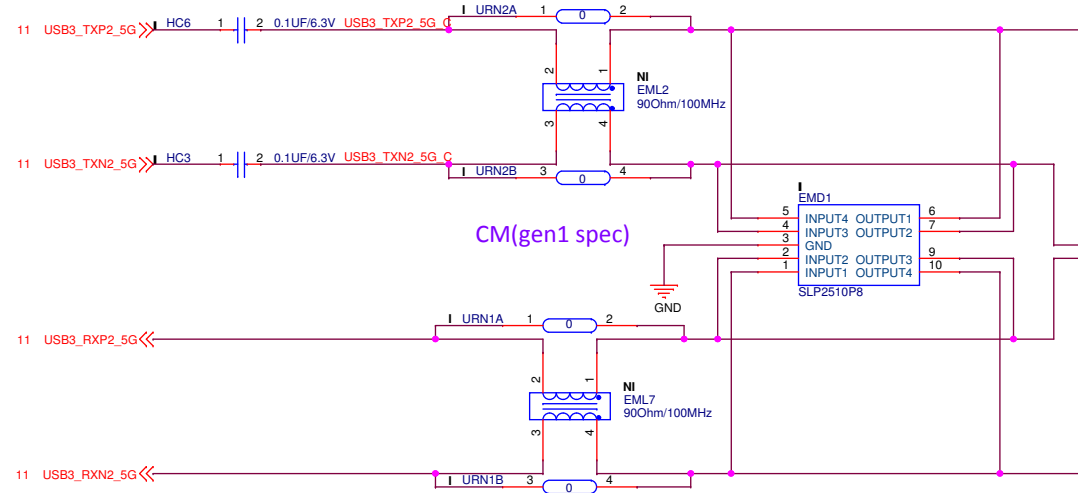 I URN2A 1 0 2
11 USB3_TXP2_5G I HC6 1 2 0.1UF/6.3V USB3_TXP2_5G_C
2 1
NI
EML2
90Ohm/100MHz
3 4
11 USB3_TXN2_5G I HC3 1 2 0.1UF/6.3V USB3_TXN2_5G_C
I URN2B 3 0 4
I
EMD1
5 INPUT4 OUTPUT1 6
4 INPUT3 OUTPUT2 7
3 GND
2 INPUT2 OUTPUT3 9
1 INPUT1 OUTPUT4 10
SLP2510P8
CM(gen1 spec)
GND
I URN1A 1 0 2
11 USB3_RXP2_5G
2 1
NI
EML7
90Ohm/100MHz
3 4
11 USB3_RXN2_5G
I URN1B 3 0 4